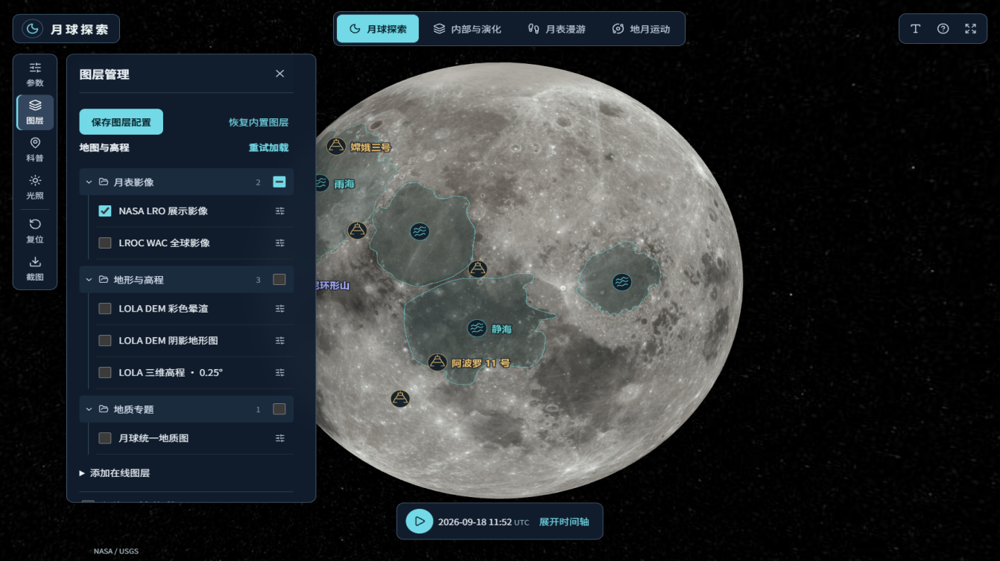 月球探索
月球探索
内部与演化
月表漫游
地月运动
参数
图层
科普
光照
复位
截图
图层管理
保存图层配置
恢复内置图层
地图与高程
重试加载
月表影像
2
NASA LRO 展示影像
LROC WAC 全球影像
地形与高程
3
LOLA DEM 彩色晕渲
LOLA DEM 阴影地形图
LOLA 三维高程 · 0.25°
地质专题
1
月球统一地质图
添加在线图层
嫦娥三号
雨海
环形山
静海
阿波罗 11 号
2026-09-18 11:52 UTC
展开时间轴
NASA / USGS